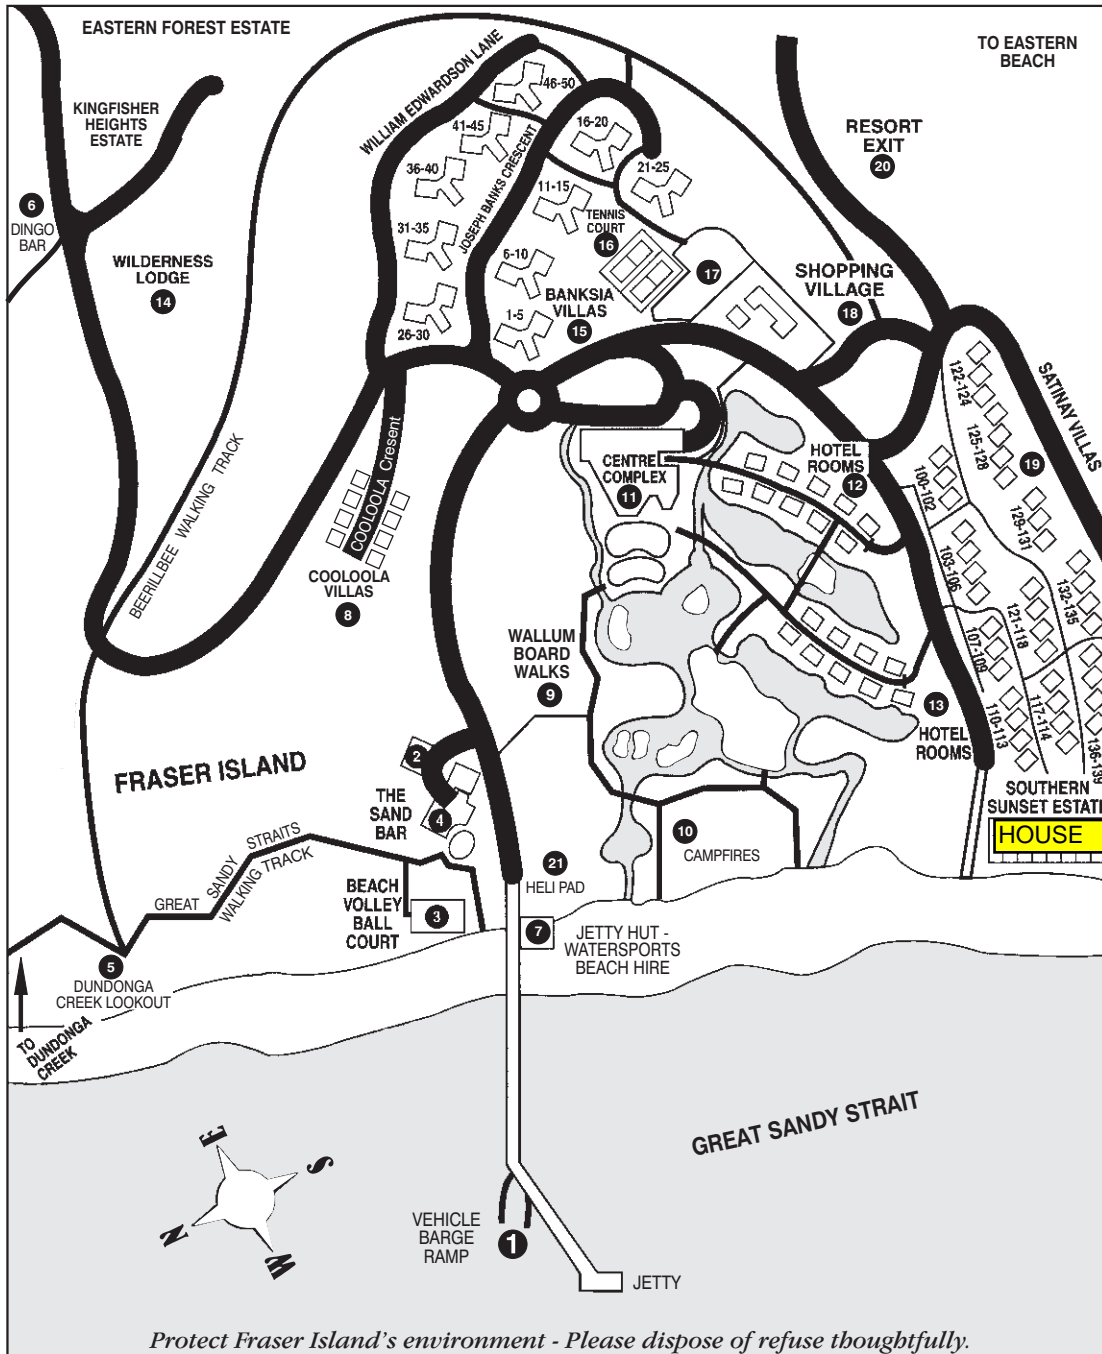 EASTERN FOREST ESTATE
TO EASTERN
BEACH
KINGFISHER
HEIGHTS
ESTATE
WILLIAM EDWARDSON LANE
46-50
41-45
36-40
31-35
26-30
JOSEPH BANKS CRESCENT
16-20
21-25
11-15
6-10
1-5
RESORT
EXIT
20
6
DINGO
BAR
WILDERNESS
LODGE
14
TENNIS
COURT
16
17
BANKSIA
VILLAS
15
SHOPPING
VILLAGE
18
SATINAY VILLAS
19
122-124
125-128
129-131
132-135
136-139
100-102
103-106
107-109
110-113
121-118
117-114
BEERILLBEE WALKING TRACK
COOLOOLA Cresent
COOLOOLA
VILLAS
8
CENTRE
COMPLEX
11
HOTEL
ROOMS
12
WALLUM
BOARD
WALKS
9
13
HOTEL
ROOMS
FRASER ISLAND
2
THE
SAND
BAR
4
SOUTHERN
SUNSET ESTATE
HOUSE
10
CAMPFIRES
21
HELI PAD
GREAT SANDY STRAITS
WALKING TRACK
BEACH
VOLLEY
BALL
COURT
3
7
JETTY HUT -
WATERSPORTS
BEACH HIRE
5
DUNDONGA
CREEK LOOKOUT
TO
DUNDONGA
CREEK
GREAT SANDY STRAIT
E
S
N
W
VEHICLE
BARGE
RAMP
1
JETTY
Protect Fraser Island's environment - Please dispose of refuse thoughtfully.